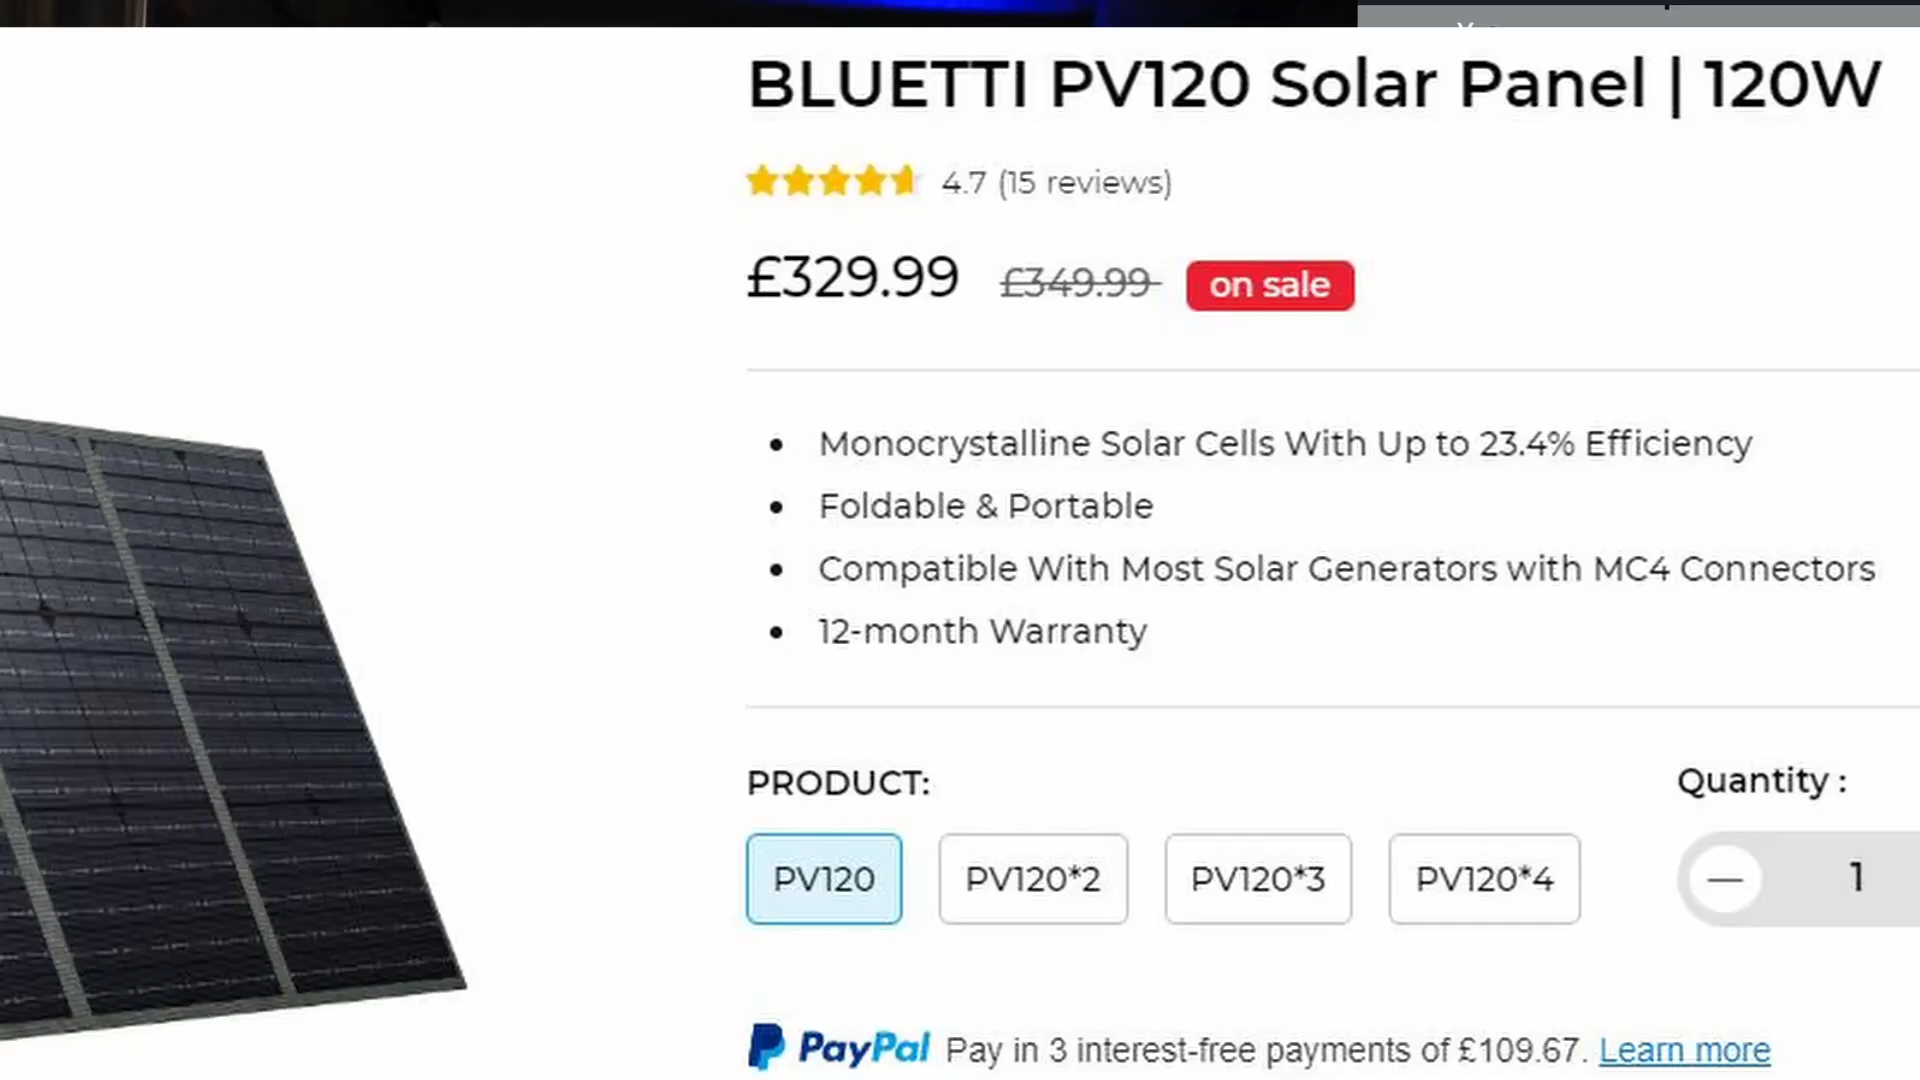 BLUETTI PV120 Solar Panel | 120W
4.7 (15 reviews)
£329.99 £349.99 on sale
Monocrystalline Solar Cells With Up to 23.4% Efficiency
Foldable & Portable
Compatible With Most Solar Generators with MC4 Connectors
12-month Warranty
PRODUCT:
Quantity :
PV120 PV120*2 PV120*3 PV120*4
1
PayPal Pay in 3 interest-free payments of £109.67. Learn more